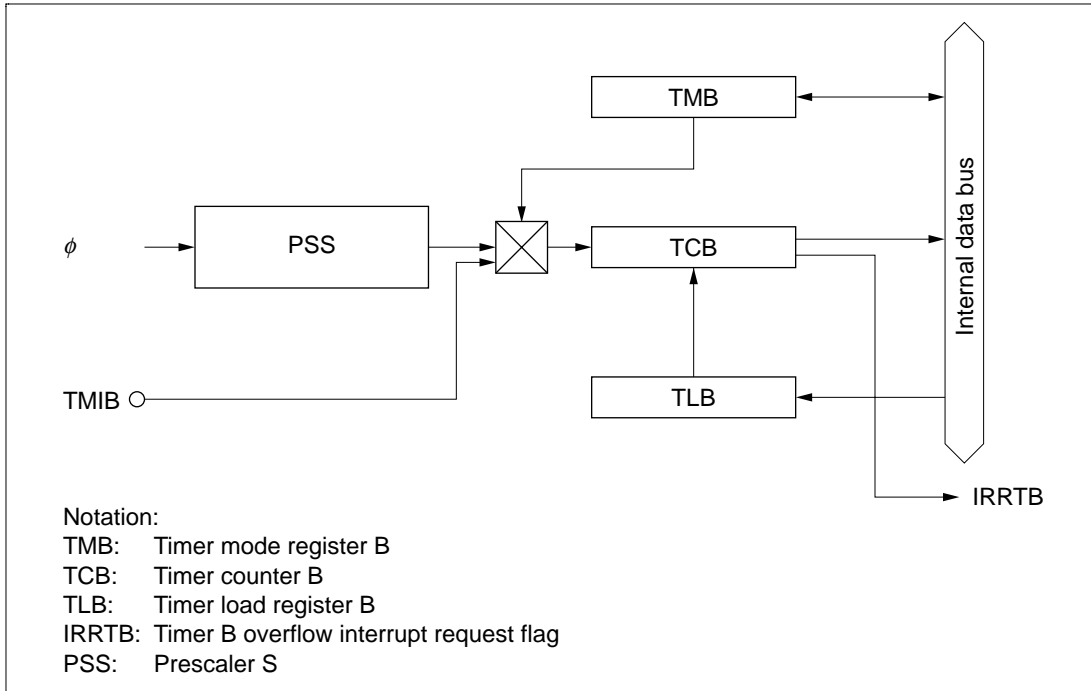 TMB
ϕ
PSS
TCB
Internal data bus
TMIB
TLB
IRRTB
Notation:
TMB: Timer mode register B
TCB: Timer counter B
TLB: Timer load register B
IRRTB: Timer B overflow interrupt request flag
PSS: Prescaler S